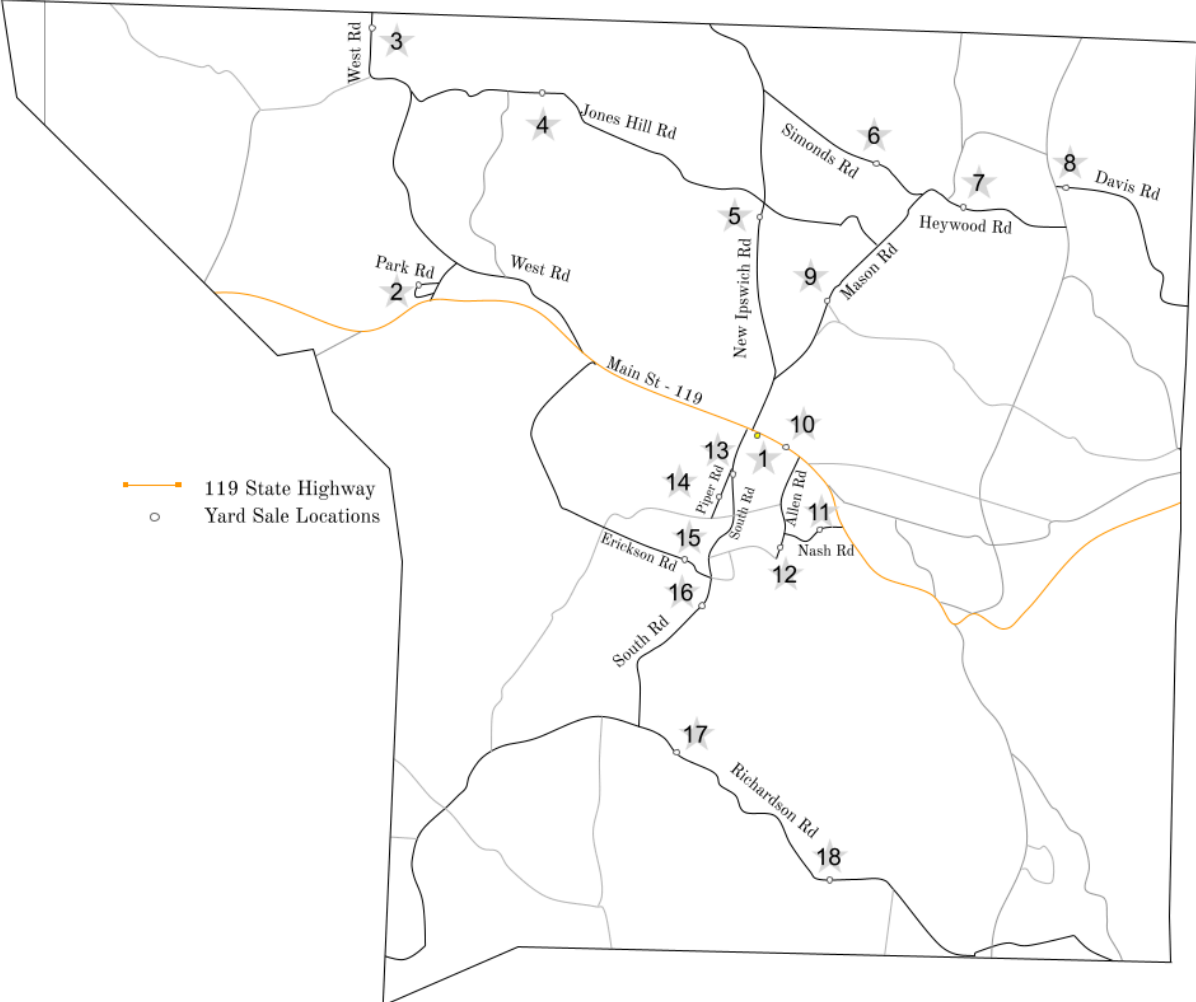 West Rd
3
4
Jones Hill Rd
Simonds Rd
6
7
8
Davis Rd
5
Heywood Rd
Park Rd
2
West Rd
New Ipswich Rd
9
Mason Rd
Main St - 119
10
13
1
14
Piper Rd
South Rd
Allen Rd
11
119 State Highway
Yard Sale Locations
15
Erickson Rd
Nash Rd
12
16
South Rd
17
Richardson Rd
18